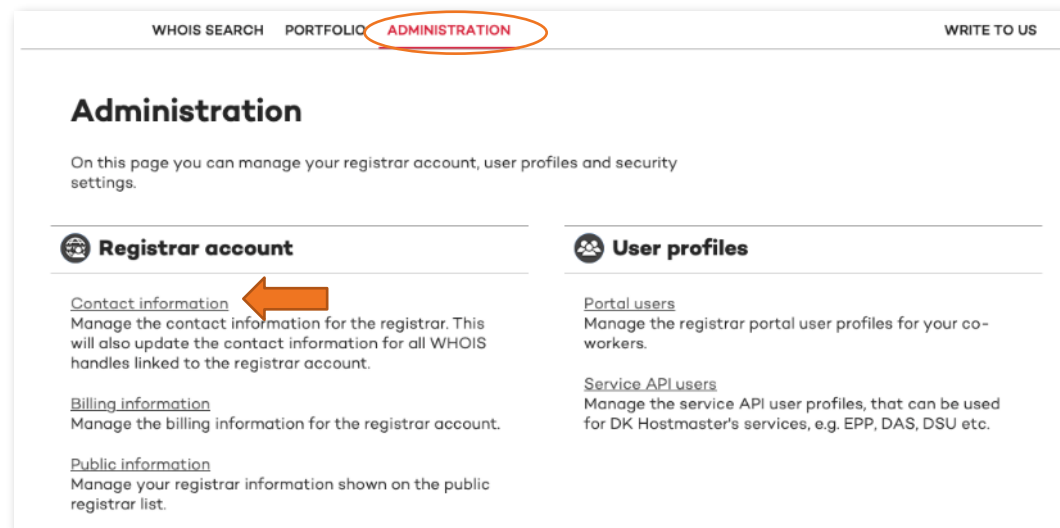 WHOIS SEARCH PORTFOLIO ADMINISTRATION WRITE TO US
Administration
On this page you can manage your registrar account, user profiles and security
settings.
Registrar account
Contact information
Manage the contact information for the registrar. This
will also update the contact information for all WHOIS
handles linked to the registrar account.
Billing information
Manage the billing information for the registrar account.
Public information
Manage your registrar information shown on the public
registrar list.
User profiles
Portal users
Manage the registrar portal user profiles for your co-
workers.
Service API users
Manage the service API user profiles, that can be used
for DK Hostmaster's services, e.g. EPP, DAS, DSU etc.